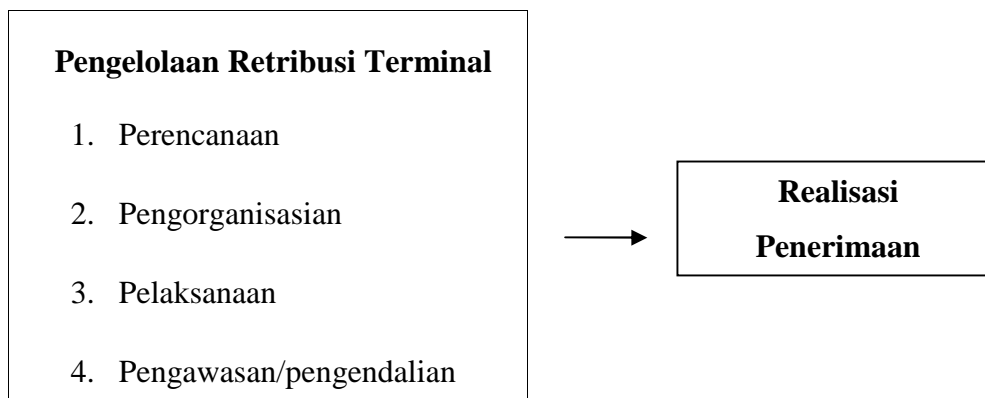 Pengelolaan Retribusi Terminal
1. Perencanaan
2. Pengorganisasian
3. Pelaksanaan
4. Pengawasan/pengendalian
Realisasi
Penerimaan